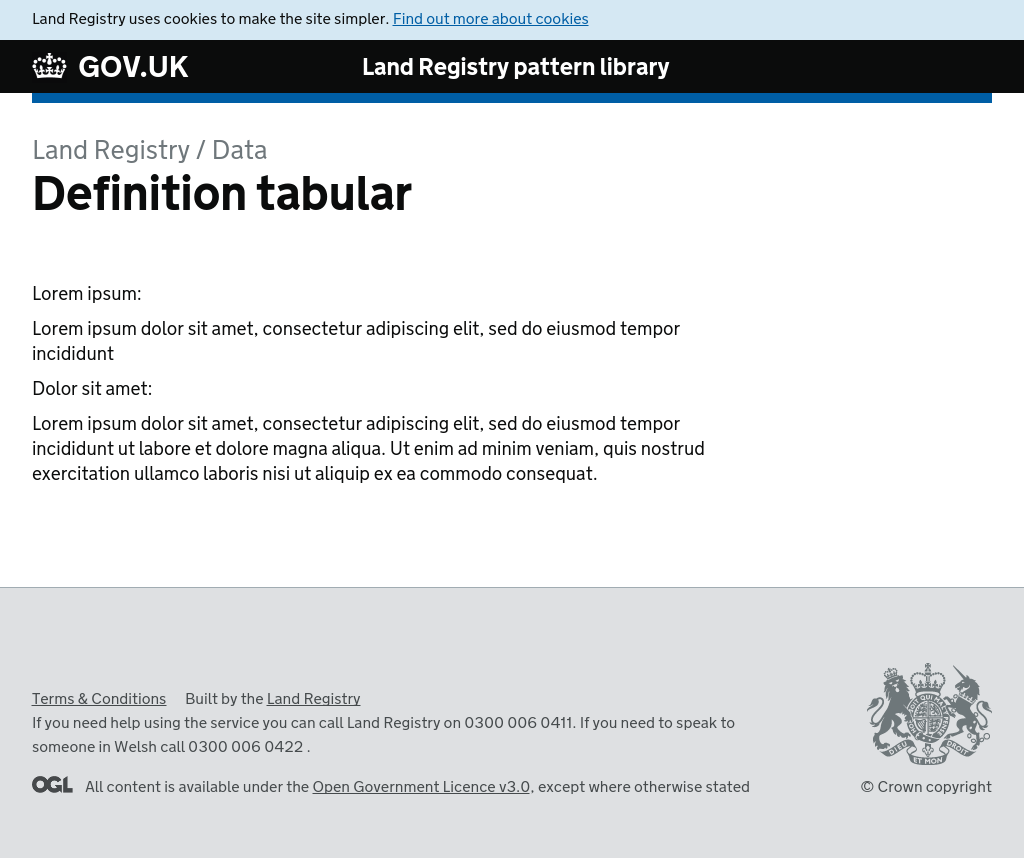 Land Registry uses cookies to make the site simpler. Find out more about cookies
GOV.UK
Land Registry pattern library
Land Registry / Data
Definition tabular
Lorem ipsum:
Lorem ipsum dolor sit amet, consectetur adipiscing elit, sed do eiusmod tempor
incididunt
Dolor sit amet:
Lorem ipsum dolor sit amet, consectetur adipiscing elit, sed do eiusmod tempor
incididunt ut labore et dolore magna aliqua. Ut enim ad minim veniam, quis nostrud
exercitation ullamco laboris nisi ut aliquip ex ea commodo consequat.
Terms & Conditions Built by the Land Registry
If you need help using the service you can call Land Registry on 0300 006 0411. If you need to speak to
someone in Welsh call 0300 006 0422 .
DIEU ET MON DROIT
OGL All content is available under the Open Government Licence v3.0, except where otherwise stated
© Crown copyright